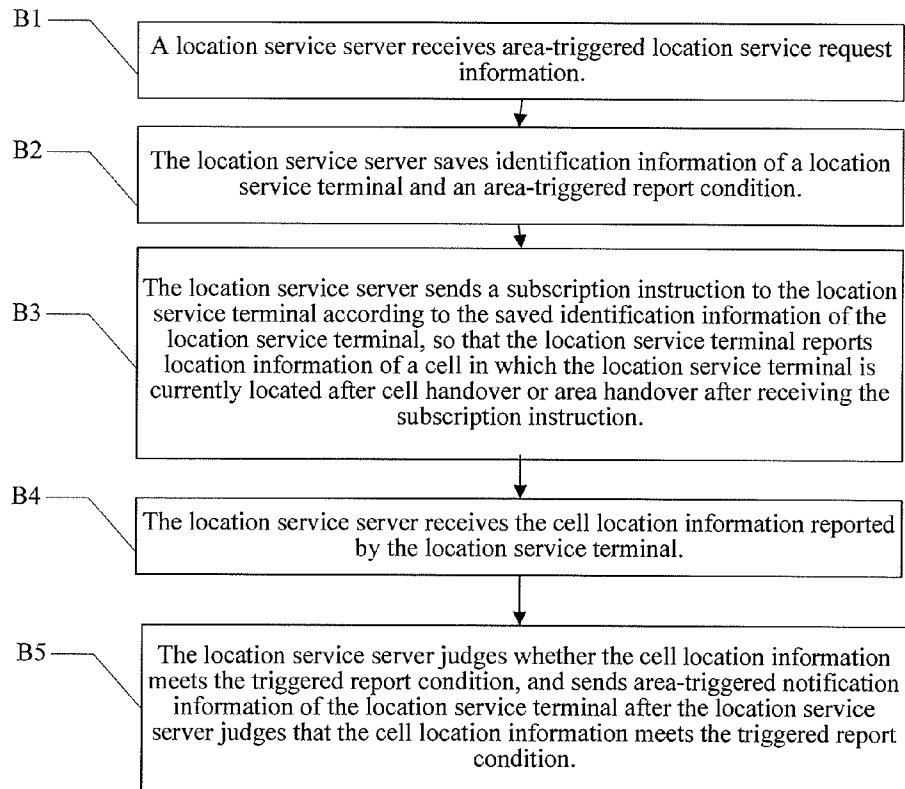 B1
A location service server receives area-triggered location service request
information.
B2
The location service server saves identification information of a location
service terminal and an area-triggered report condition.
B3
The location service server sends a subscription instruction to the location
service terminal according to the saved identification information of the
location service terminal, so that the location service terminal reports
location information of a cell in which the location service terminal is
currently located after cell handover or area handover after receiving the
subscription instruction.
B4
The location service server receives the cell location information reported
by the location service terminal.
B5
The location service server judges whether the cell location information
meets the triggered report condition, and sends area-triggered notification
information of the location service terminal after the location service
server judges that the cell location information meets the triggered report
condition.